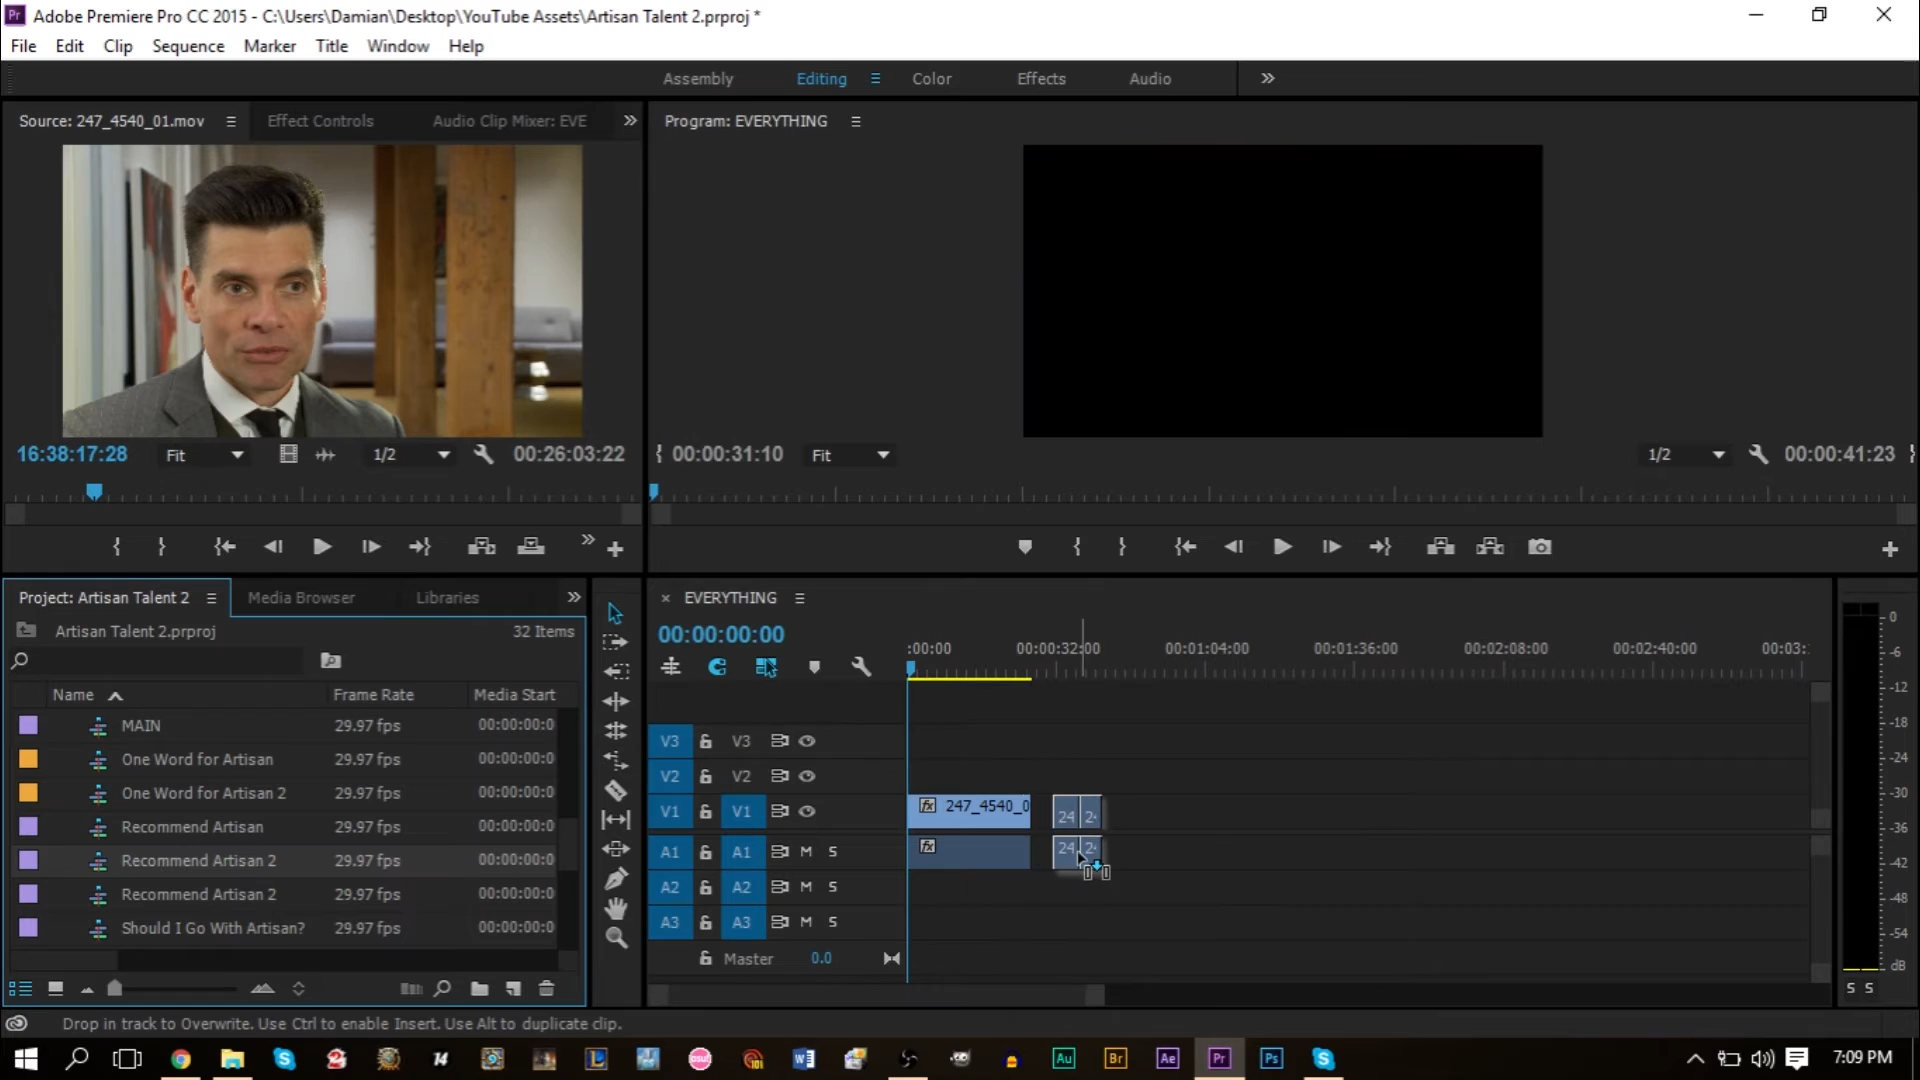 Adobe Premiere Pro CC 2015 - C:\Users\Damian\Desktop\YouTube Assets\Artisan Talent 2.prproj *
File Edit Clip Sequence Marker Title Window Help
Assembly Editing Color Effects Audio
Source: 247_4540_01.mov Effect Controls Audio Clip Mixer: EVE
Program: EVERYTHING
16:38:17:28 Fit 1/2 00:26:03:22
00:00:31:10 Fit 1/2 00:00:41:23
Project: Artisan Talent 2 Media Browser Libraries
Artisan Talent 2.prproj 32 Items
Name Frame Rate Media Start
MAIN 29.97 fps 00:00:00:0
One Word for Artisan 29.97 fps 00:00:00:0
One Word for Artisan 2 29.97 fps 00:00:00:0
Recommend Artisan 29.97 fps 00:00:00:0
Recommend Artisan 2 29.97 fps 00:00:00:0
Recommend Artisan 2 29.97 fps 00:00:00:0
Should I Go With Artisan? 29.97 fps 00:00:00:0
EVERYTHING
00:00:00:00
:00:00 00:00:32:00 00:01:04:00 00:01:36:00 00:02:08:00 00:02:40:00 00:03:
V3 V3
V2 V2
V1 V1 fx 247_4540_0 24 2
A1 A1 M S fx 24 2
A2 A2 M S
A3 A3 M S
Master 0.0
0
-6
-12
-18
-24
-30
-36
-42
-48
-54
dB
S S
Drop in track to Overwrite. Use Ctrl to enable Insert. Use Alt to duplicate clip.
14 Au Br Ae Pr Ps 7:09 PM